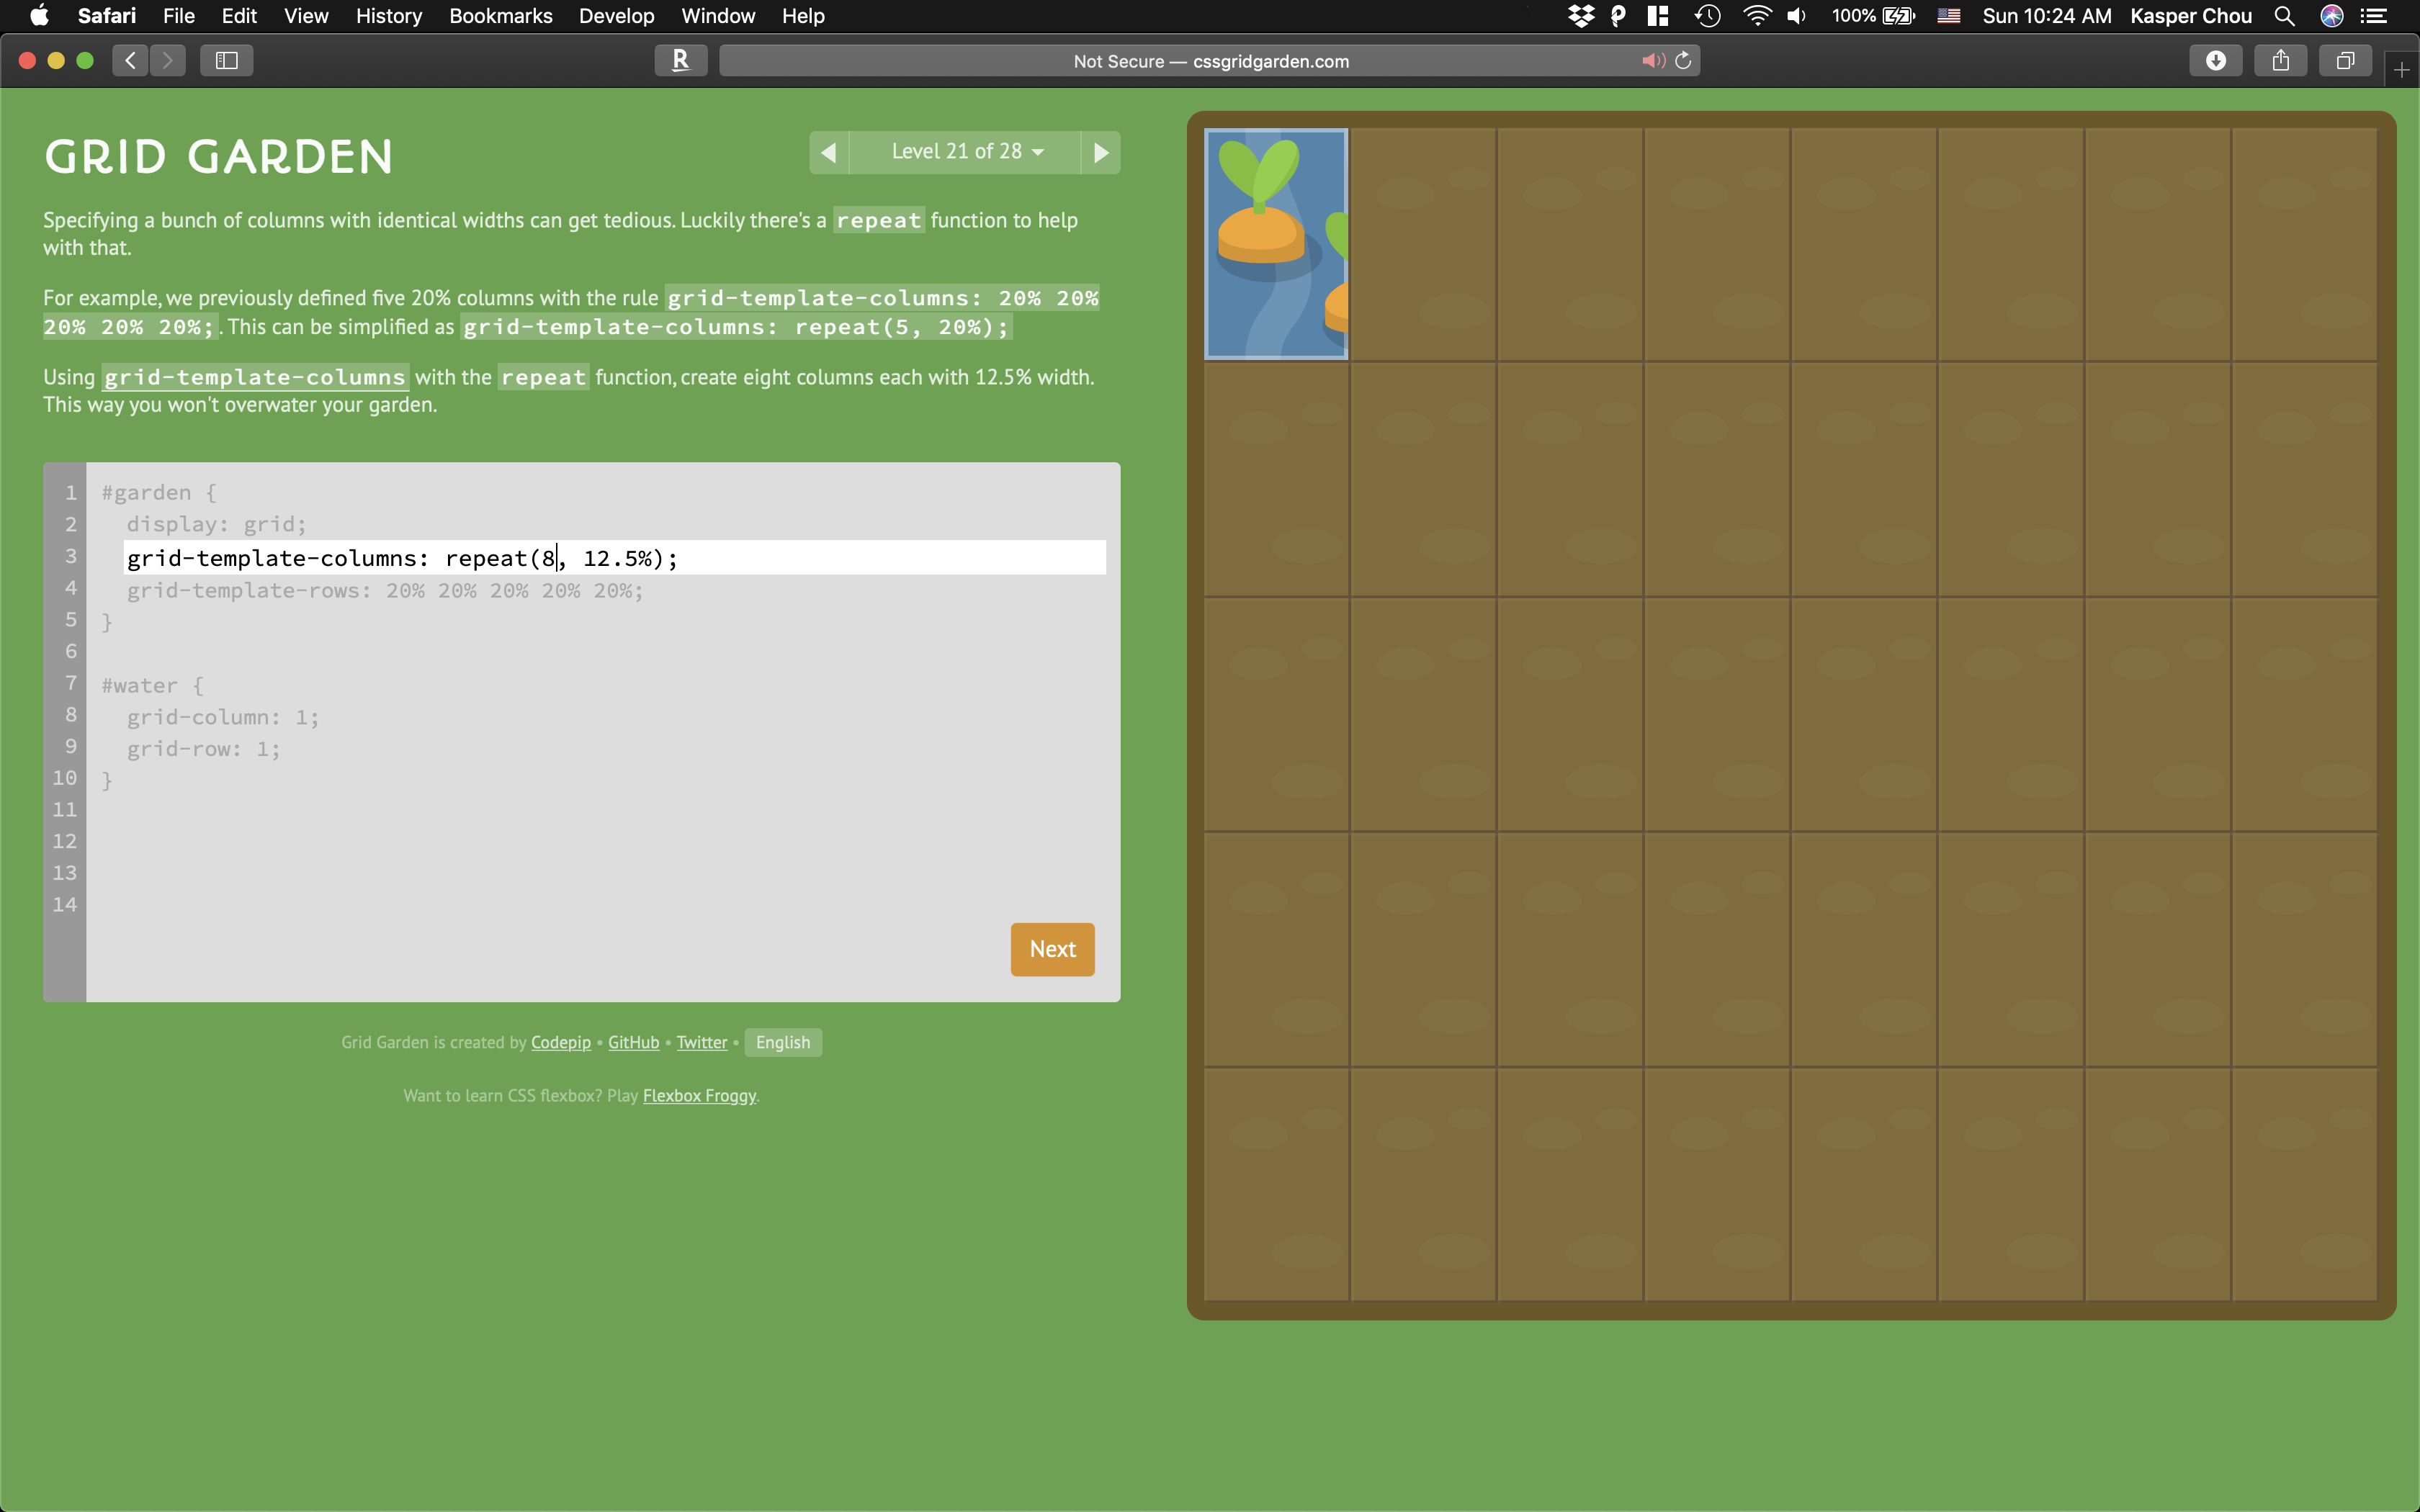 Safari File Edit View History Bookmarks Develop Window Help 100% Sun 10:24 AM Kasper Chou
R Not Secure — cssgridgarden.com
GRID GARDEN
Level 21 of 28
Specifying a bunch of columns with identical widths can get tedious. Luckily there's a repeat function to help
with that.
For example, we previously defined five 20% columns with the rule grid-template-columns: 20% 20%
20% 20% 20%;. This can be simplified as grid-template-columns: repeat(5, 20%);
Using grid-template-columns with the repeat function, create eight columns each with 12.5% width.
This way you won't overwater your garden.
1 #garden {
2 display: grid;
3 grid-template-columns: repeat(8, 12.5%);
4 grid-template-rows: 20% 20% 20% 20% 20%;
5 }
6
7 #water {
8 grid-column: 1;
9 grid-row: 1;
10 }
11
12
13
14
Next
Grid Garden is created by Codepip • GitHub • Twitter • English
Want to learn CSS flexbox? Play Flexbox Froggy.